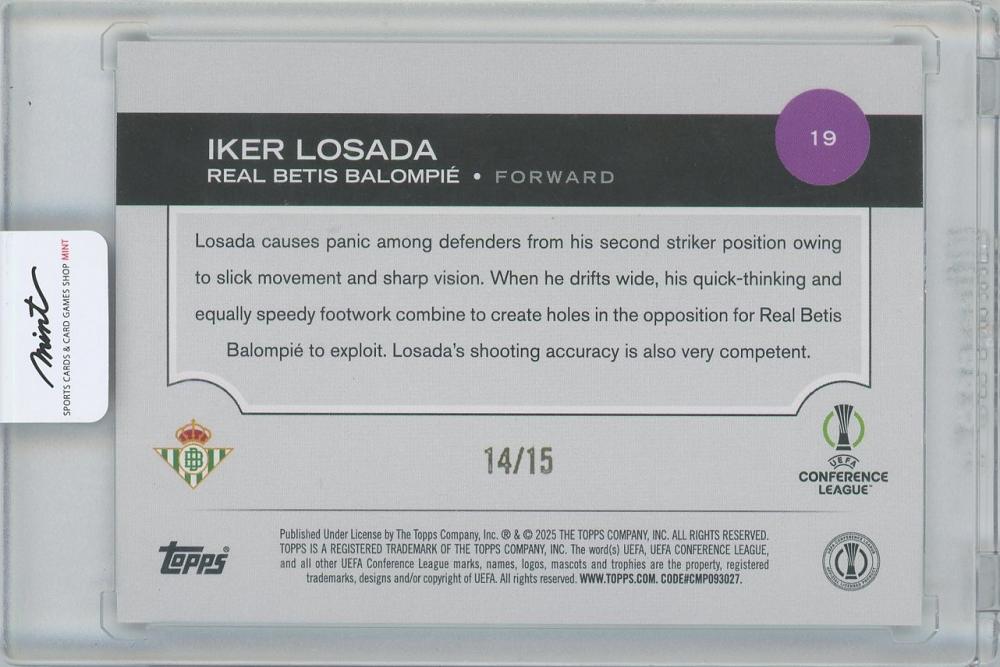 19
IKER LOSADA
REAL BETIS BALOMPIÉ • FORWARD
Losada causes panic among defenders from his second striker position owing
to slick movement and sharp vision. When he drifts wide, his quick-thinking and
equally speedy footwork combine to create holes in the opposition for Real Betis
Balompié to exploit. Losada's shooting accuracy is also very competent.
mint
SPORTS CARDS & CARD GAMES SHOP MINT
14/15
UEFA
CONFERENCE
LEAGUE™
Published Under License by The Topps Company, Inc. ® & © 2025 THE TOPPS COMPANY, INC. ALL RIGHTS RESERVED.
TOPPS IS A REGISTERED TRADEMARK OF THE TOPPS COMPANY, INC. The word(s) UEFA, UEFA CONFERENCE LEAGUE,
and all other UEFA Conference League marks, names, logos, mascots and trophies are the property, registered
trademarks, designs and/or copyright of UEFA. All rights reserved. WWW.TOPPS.COM. CODE#CMP093027.
topps®